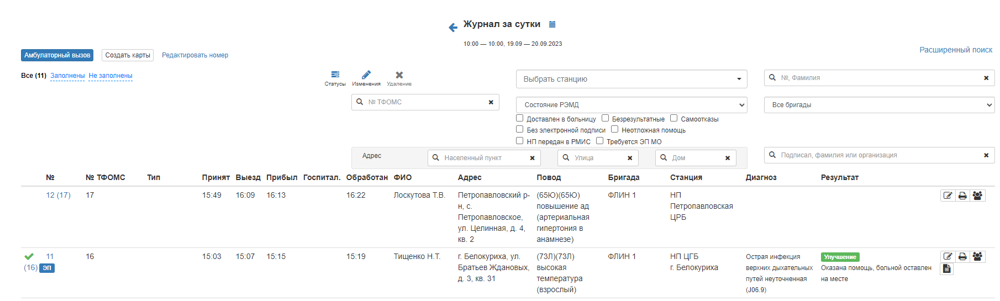 Журнал за сутки
10:00 — 10:00, 19.09 — 20.09.2023
Амбулаторный вызов Создать карты Редактировать номер Расширенный поиск
Все (11) Заполнены Не заполнены
Статусы Изменения Удаление
Выбрать станцию
№, Фамилия
№ ТФОМС
Состояние РЭМД
Все бригады
Доставлен в больницу Безрезультатные Самоотказы
Без электронной подписи Неотложная помощь
НП передан в РМИС Требуется ЭП МО
Адрес Населенный пункт Улица Дом
Подписал, фамилия или организация
№ № ТФОМС Тип Принят Выезд Прибыл Госпитал. Обработан ФИО Адрес Повод Бригада Станция Диагноз Результат
12 (17) 17 15:49 16:09 16:13 16:22 Лоскутова Т.В. Петропавловский р- (65Ю)(65Ю) ФЛИН 1 НП
н, с. повышение ад Петропавловская
Петропавловское, (артериальная ЦРБ
ул. Целинная, д. 4, гипертония в
кв. 2 анамнезе)
11 16 15:03 15:07 15:15 15:19 Тищенко Н.Т. г. Белокуриха, ул. (73Л)(73Л) ФЛИН 1 НП ЦГБ Острая инфекция Улучшение
(16) ЭП Братьев Ждановых, высокая г. Белокуриха верхних дыхательных Оказана помощь, больной оставлен
д. 3, кв. 31 температура путей неуточненная на месте
(взрослый) (J06.9)